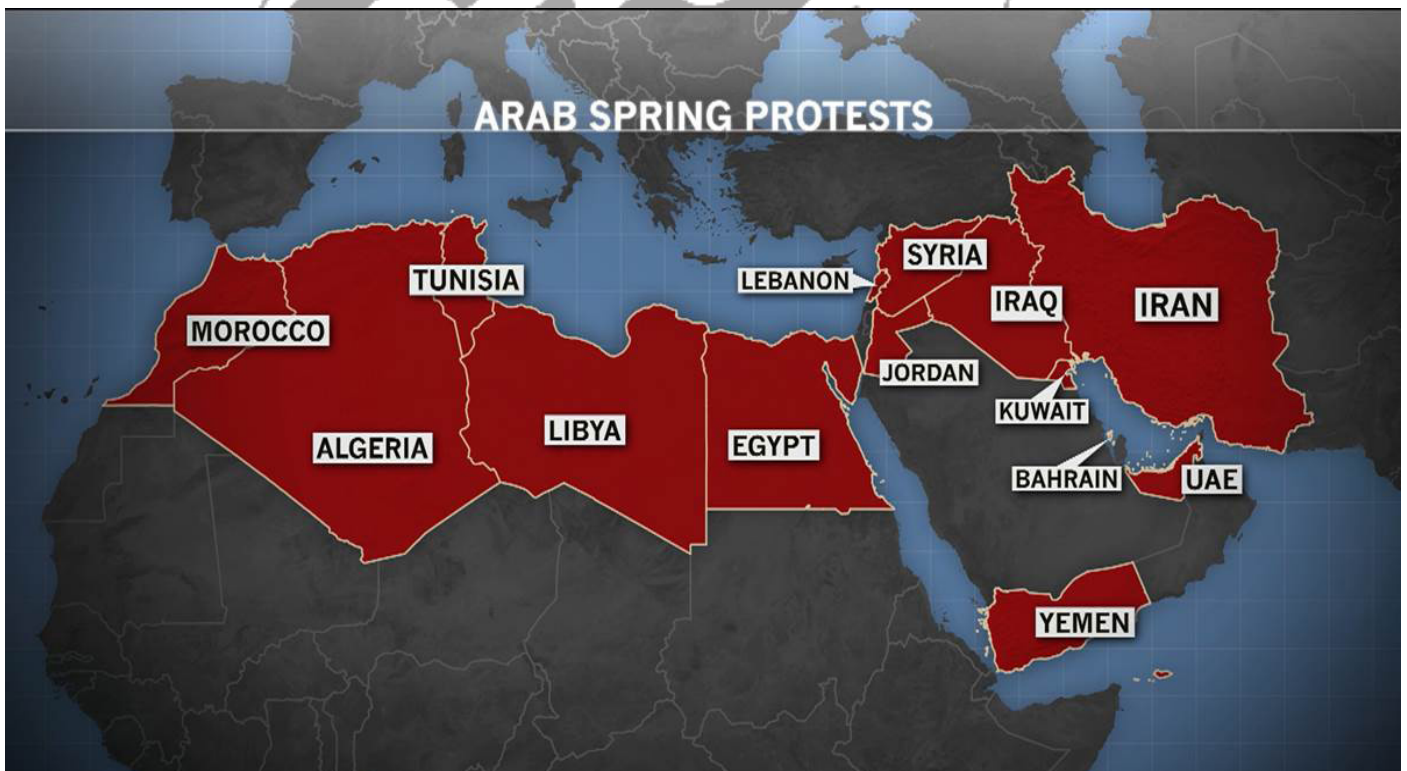 ARAB SPRING PROTESTS
TUNISIA
SYRIA
LEBANON
MOROCCO
IRAQ
IRAN
JORDAN
KUWAIT
ALGERIA
LIBYA
EGYPT
BAHRAIN
UAE
YEMEN